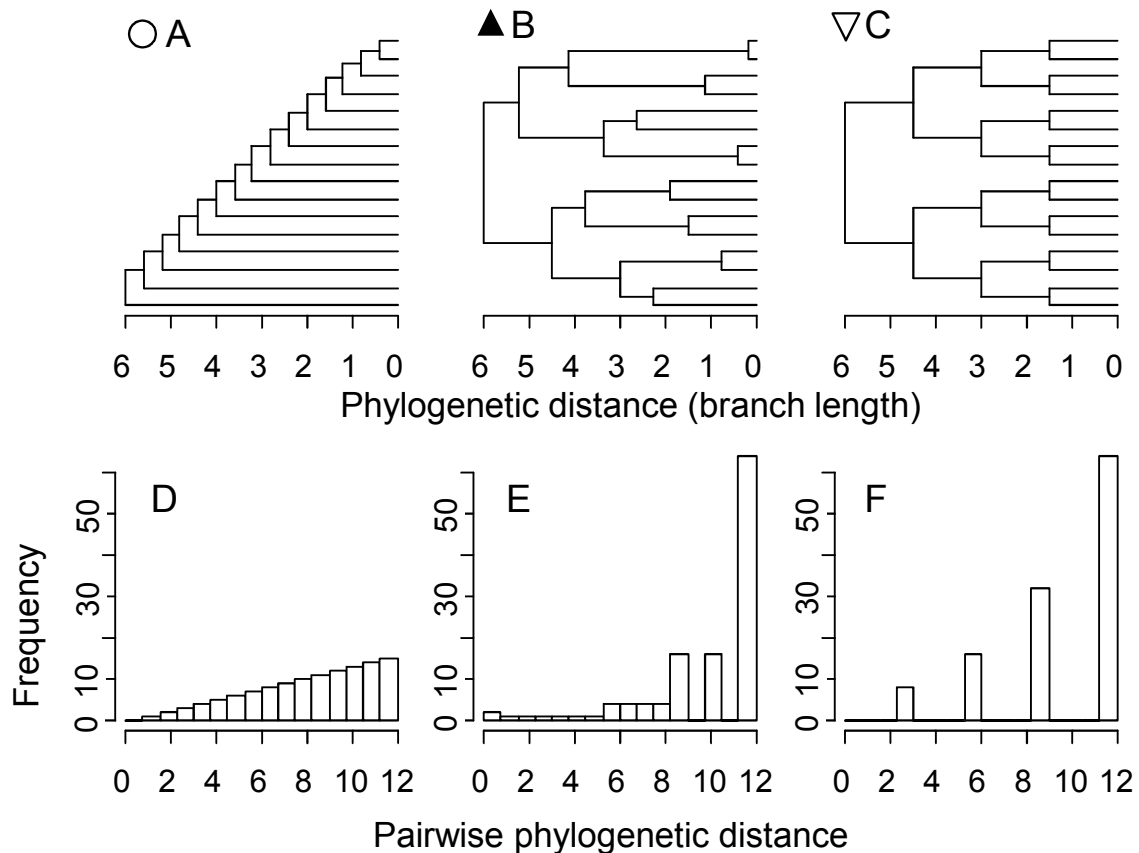 A
B
C
6 5 4 3 2 1 0
6 5 4 3 2 1 0
6 5 4 3 2 1 0
Phylogenetic distance (branch length)
D
E
F
Frequency
0 10 30 50
0 10 30 50
0 10 30 50
0 2 4 6 8 10 12
0 2 4 6 8 10 12
0 2 4 6 8 10 12
Pairwise phylogenetic distance